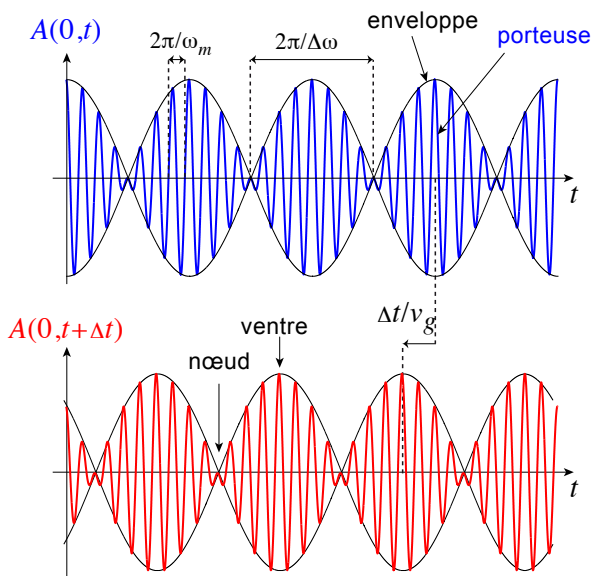 enveloppe
A(0,t)
2π/ω_m
2π/Δω
porteuse
t
Δt/v_g
A(0,t+Δt)
ventre
nœud
t